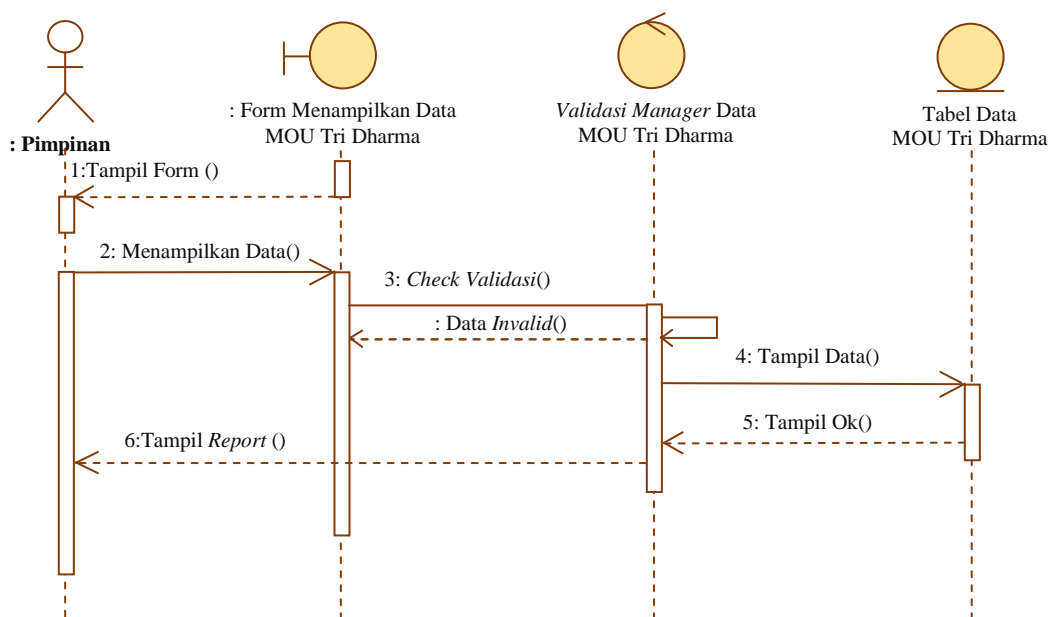 : Pimpinan
: Form Menampilkan Data
MOU Tri Dharma
Validasi Manager Data
MOU Tri Dharma
Tabel Data
MOU Tri Dharma
1:Tampil Form ()
2: Menampilkan Data()
3: Check Validasi()
: Data Invalid()
4: Tampil Data()
5: Tampil Ok()
6:Tampil Report ()